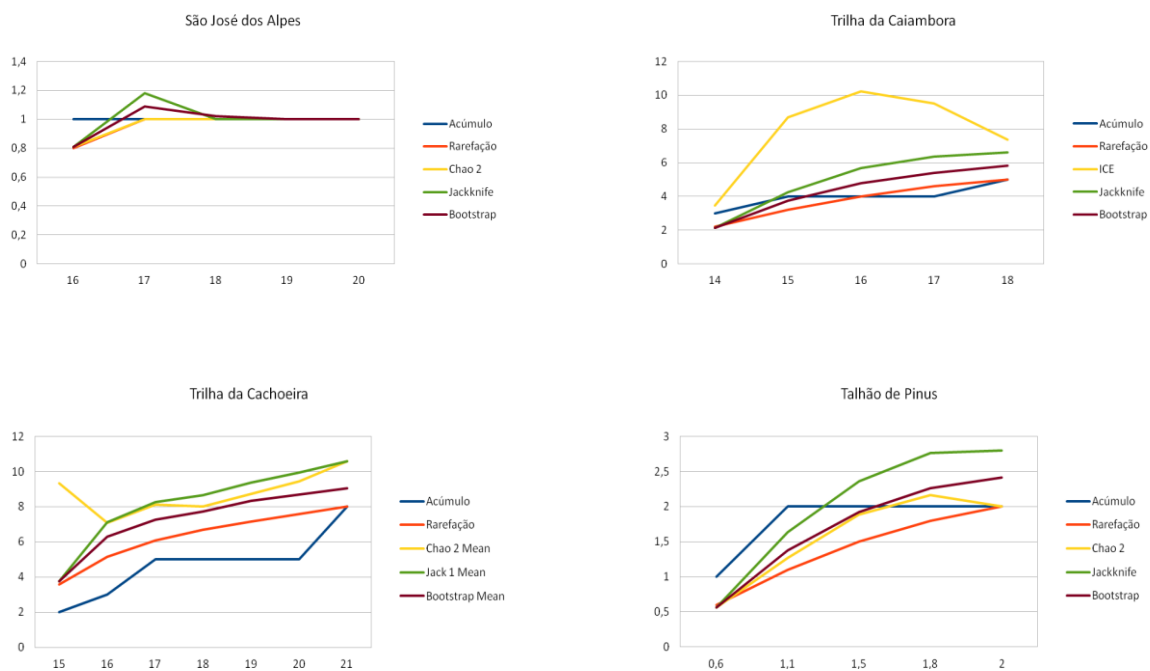 São José dos Alpes
1,4
1,2
1
0,8
0,6
0,4
0,2
0
16 17 18 19 20
Acúmulo
Rarefação
Chao 2
Jackknife
Bootstrap
Trilha da Caiambora
12
10
8
6
4
2
0
14 15 16 17 18
Acúmulo
Rarefação
ICE
Jackknife
Bootstrap
Trilha da Cachoeira
12
10
8
6
4
2
0
15 16 17 18 19 20 21
Acúmulo
Rarefação
Chao 2 Mean
Jack 1 Mean
Bootstrap Mean
Talhão de Pinus
3
2,5
2
1,5
1
0,5
0
0,6 1,1 1,5 1,8 2
Acúmulo
Rarefação
Chao 2
Jackknife
Bootstrap